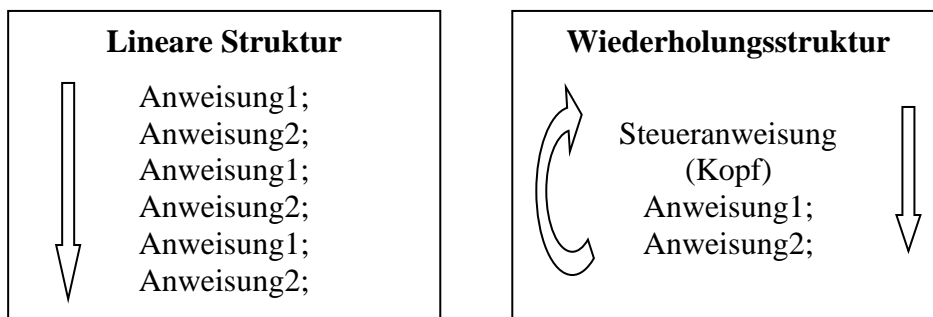 Lineare Struktur
Anweisung1;
Anweisung2;
Anweisung1;
Anweisung2;
Anweisung1;
Anweisung2;
Wiederholungsstruktur
Steueranweisung
(Kopf)
Anweisung1;
Anweisung2;